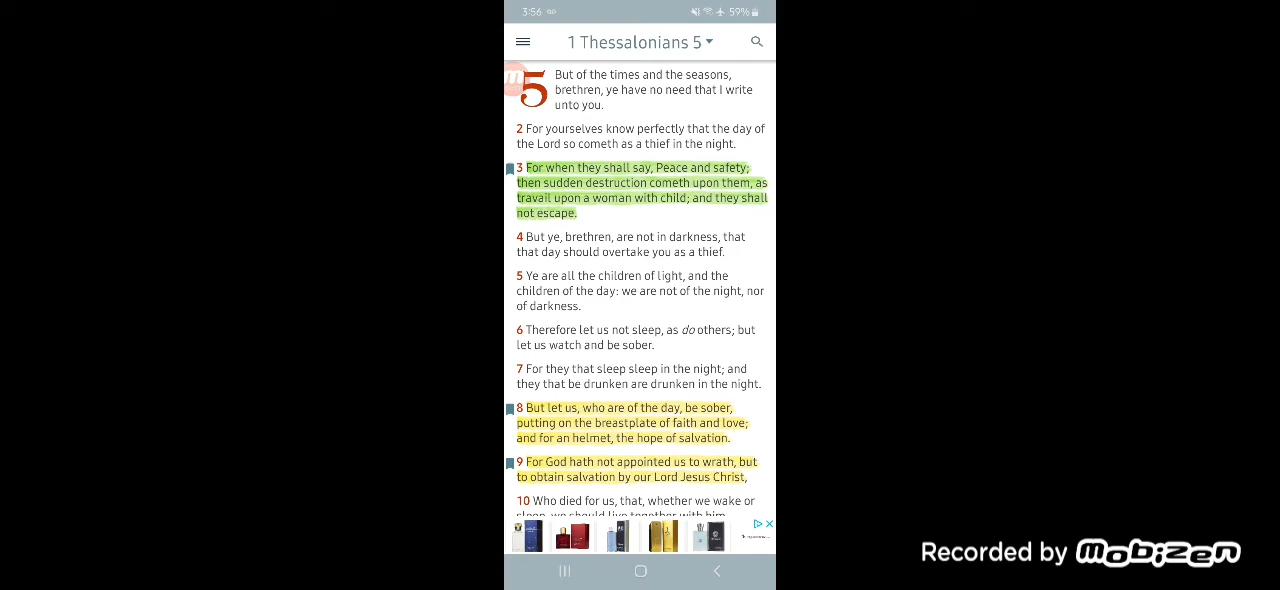 3:56
59%
1 Thessalonians 5
5
But of the times and the seasons,
brethren, ye have no need that I write
unto you.
2 For yourselves know perfectly that the day of
the Lord so cometh as a thief in the night.
3 For when they shall say, Peace and safety;
then sudden destruction cometh upon them, as
travail upon a woman with child; and they shall
not escape.
4 But ye, brethren, are not in darkness, that
that day should overtake you as a thief.
5 Ye are all the children of light, and the
children of the day: we are not of the night, nor
of darkness.
6 Therefore let us not sleep, as do others; but
let us watch and be sober.
7 For they that sleep sleep in the night; and
they that be drunken are drunken in the night.
8 But let us, who are of the day, be sober,
putting on the breastplate of faith and love;
and for an helmet, the hope of salvation.
9 For God hath not appointed us to wrath, but
to obtain salvation by our Lord Jesus Christ,
10 Who died for us, that, whether we wake or
sleep, we should live together with him.
Recorded by mobizen